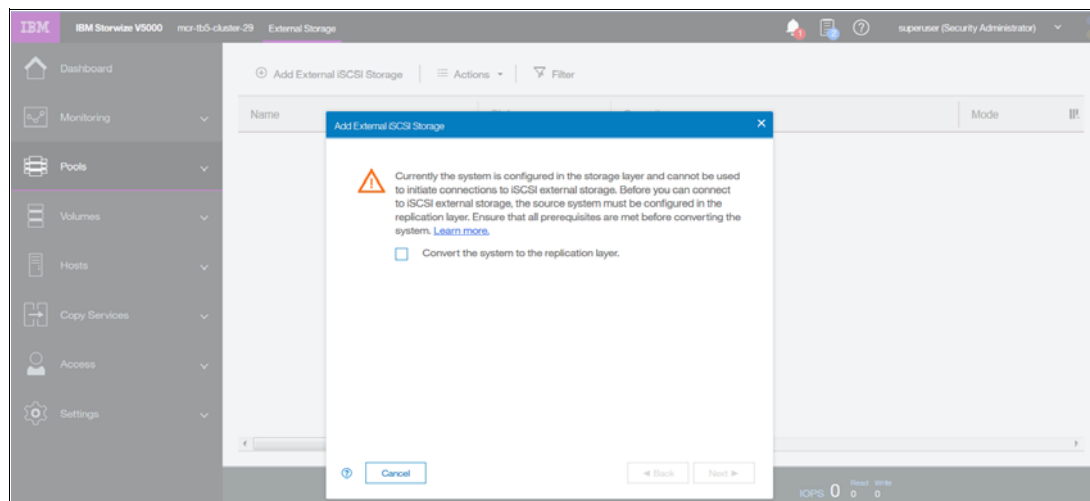 IBM IBM Storwize V5000 mcr-tb5-cluster-29 External Storage 1 2 ? superuser (Security Administrator)
Dashboard
Monitoring
Pools
Volumes
Hosts
Copy Services
Access
Settings
Add External iSCSI Storage Actions Filter
Name Mode
Add External iSCSI Storage
Currently the system is configured in the storage layer and cannot be used
to initiate connections to iSCSI external storage. Before you can connect
to iSCSI external storage, the source system must be configured in the
replication layer. Ensure that all prerequisites are met before converting the
system. Learn more.
Convert the system to the replication layer.
? Cancel Back Next
IOPS 0 Read 0 Write 0